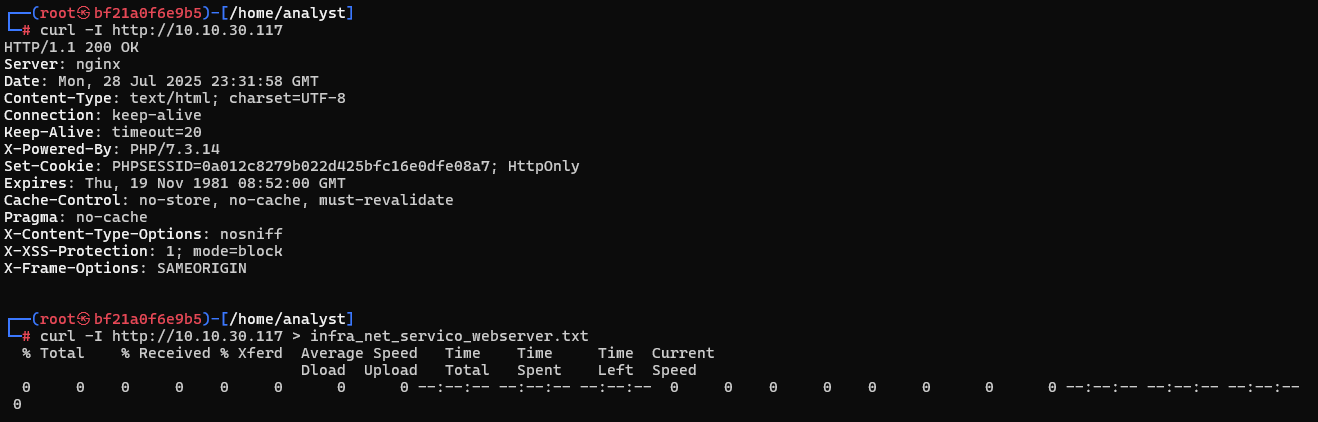 ┌──(root㉿bf21a0f6e9b5)-[/home/analyst]
└─# curl -I http://10.10.30.117
HTTP/1.1 200 OK
Server: nginx
Date: Mon, 28 Jul 2025 23:31:58 GMT
Content-Type: text/html; charset=UTF-8
Connection: keep-alive
Keep-Alive: timeout=20
X-Powered-By: PHP/7.3.14
Set-Cookie: PHPSESSID=0a012c8279b022d425bfc16e0dfe08a7; HttpOnly
Expires: Thu, 19 Nov 1981 08:52:00 GMT
Cache-Control: no-store, no-cache, must-revalidate
Pragma: no-cache
X-Content-Type-Options: nosniff
X-XSS-Protection: 1; mode=block
X-Frame-Options: SAMEORIGIN
┌──(root㉿bf21a0f6e9b5)-[/home/analyst]
└─# curl -I http://10.10.30.117 > infra_net_servico_webserver.txt
  % Total    % Received % Xferd  Average Speed   Time    Time     Time  Current
                                 Dload  Upload   Total   Spent    Left  Speed
  0     0    0     0    0     0      0      0 --:--:-- --:--:-- --:--:--  0     0    0     0    0     0      0      0 --:--:-- --:--:-- --:--:--
 0